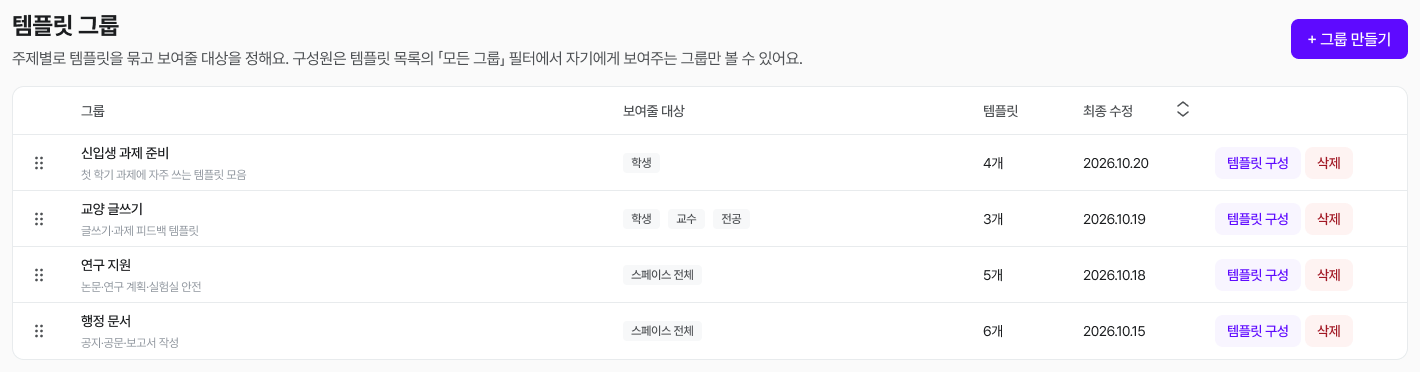 템플릿 그룹
주제별로 템플릿을 묶고 보여줄 대상을 정해요. 구성원은 템플릿 목록의 「모든 그룹」 필터에서 자기에게 보여주는 그룹만 볼 수 있어요.
+ 그룹 만들기
그룹 보여줄 대상 템플릿 최종 수정
신입생 과제 준비
첫 학기 과제에 자주 쓰는 템플릿 모음
학생 4개 2026.10.20 템플릿 구성 삭제
교양 글쓰기
글쓰기·과제 피드백 템플릿
학생 교수 전공 3개 2026.10.19 템플릿 구성 삭제
연구 지원
논문·연구 계획·실험실 안전
스페이스 전체 5개 2026.10.18 템플릿 구성 삭제
행정 문서
공지·공문·보고서 작성
스페이스 전체 6개 2026.10.15 템플릿 구성 삭제